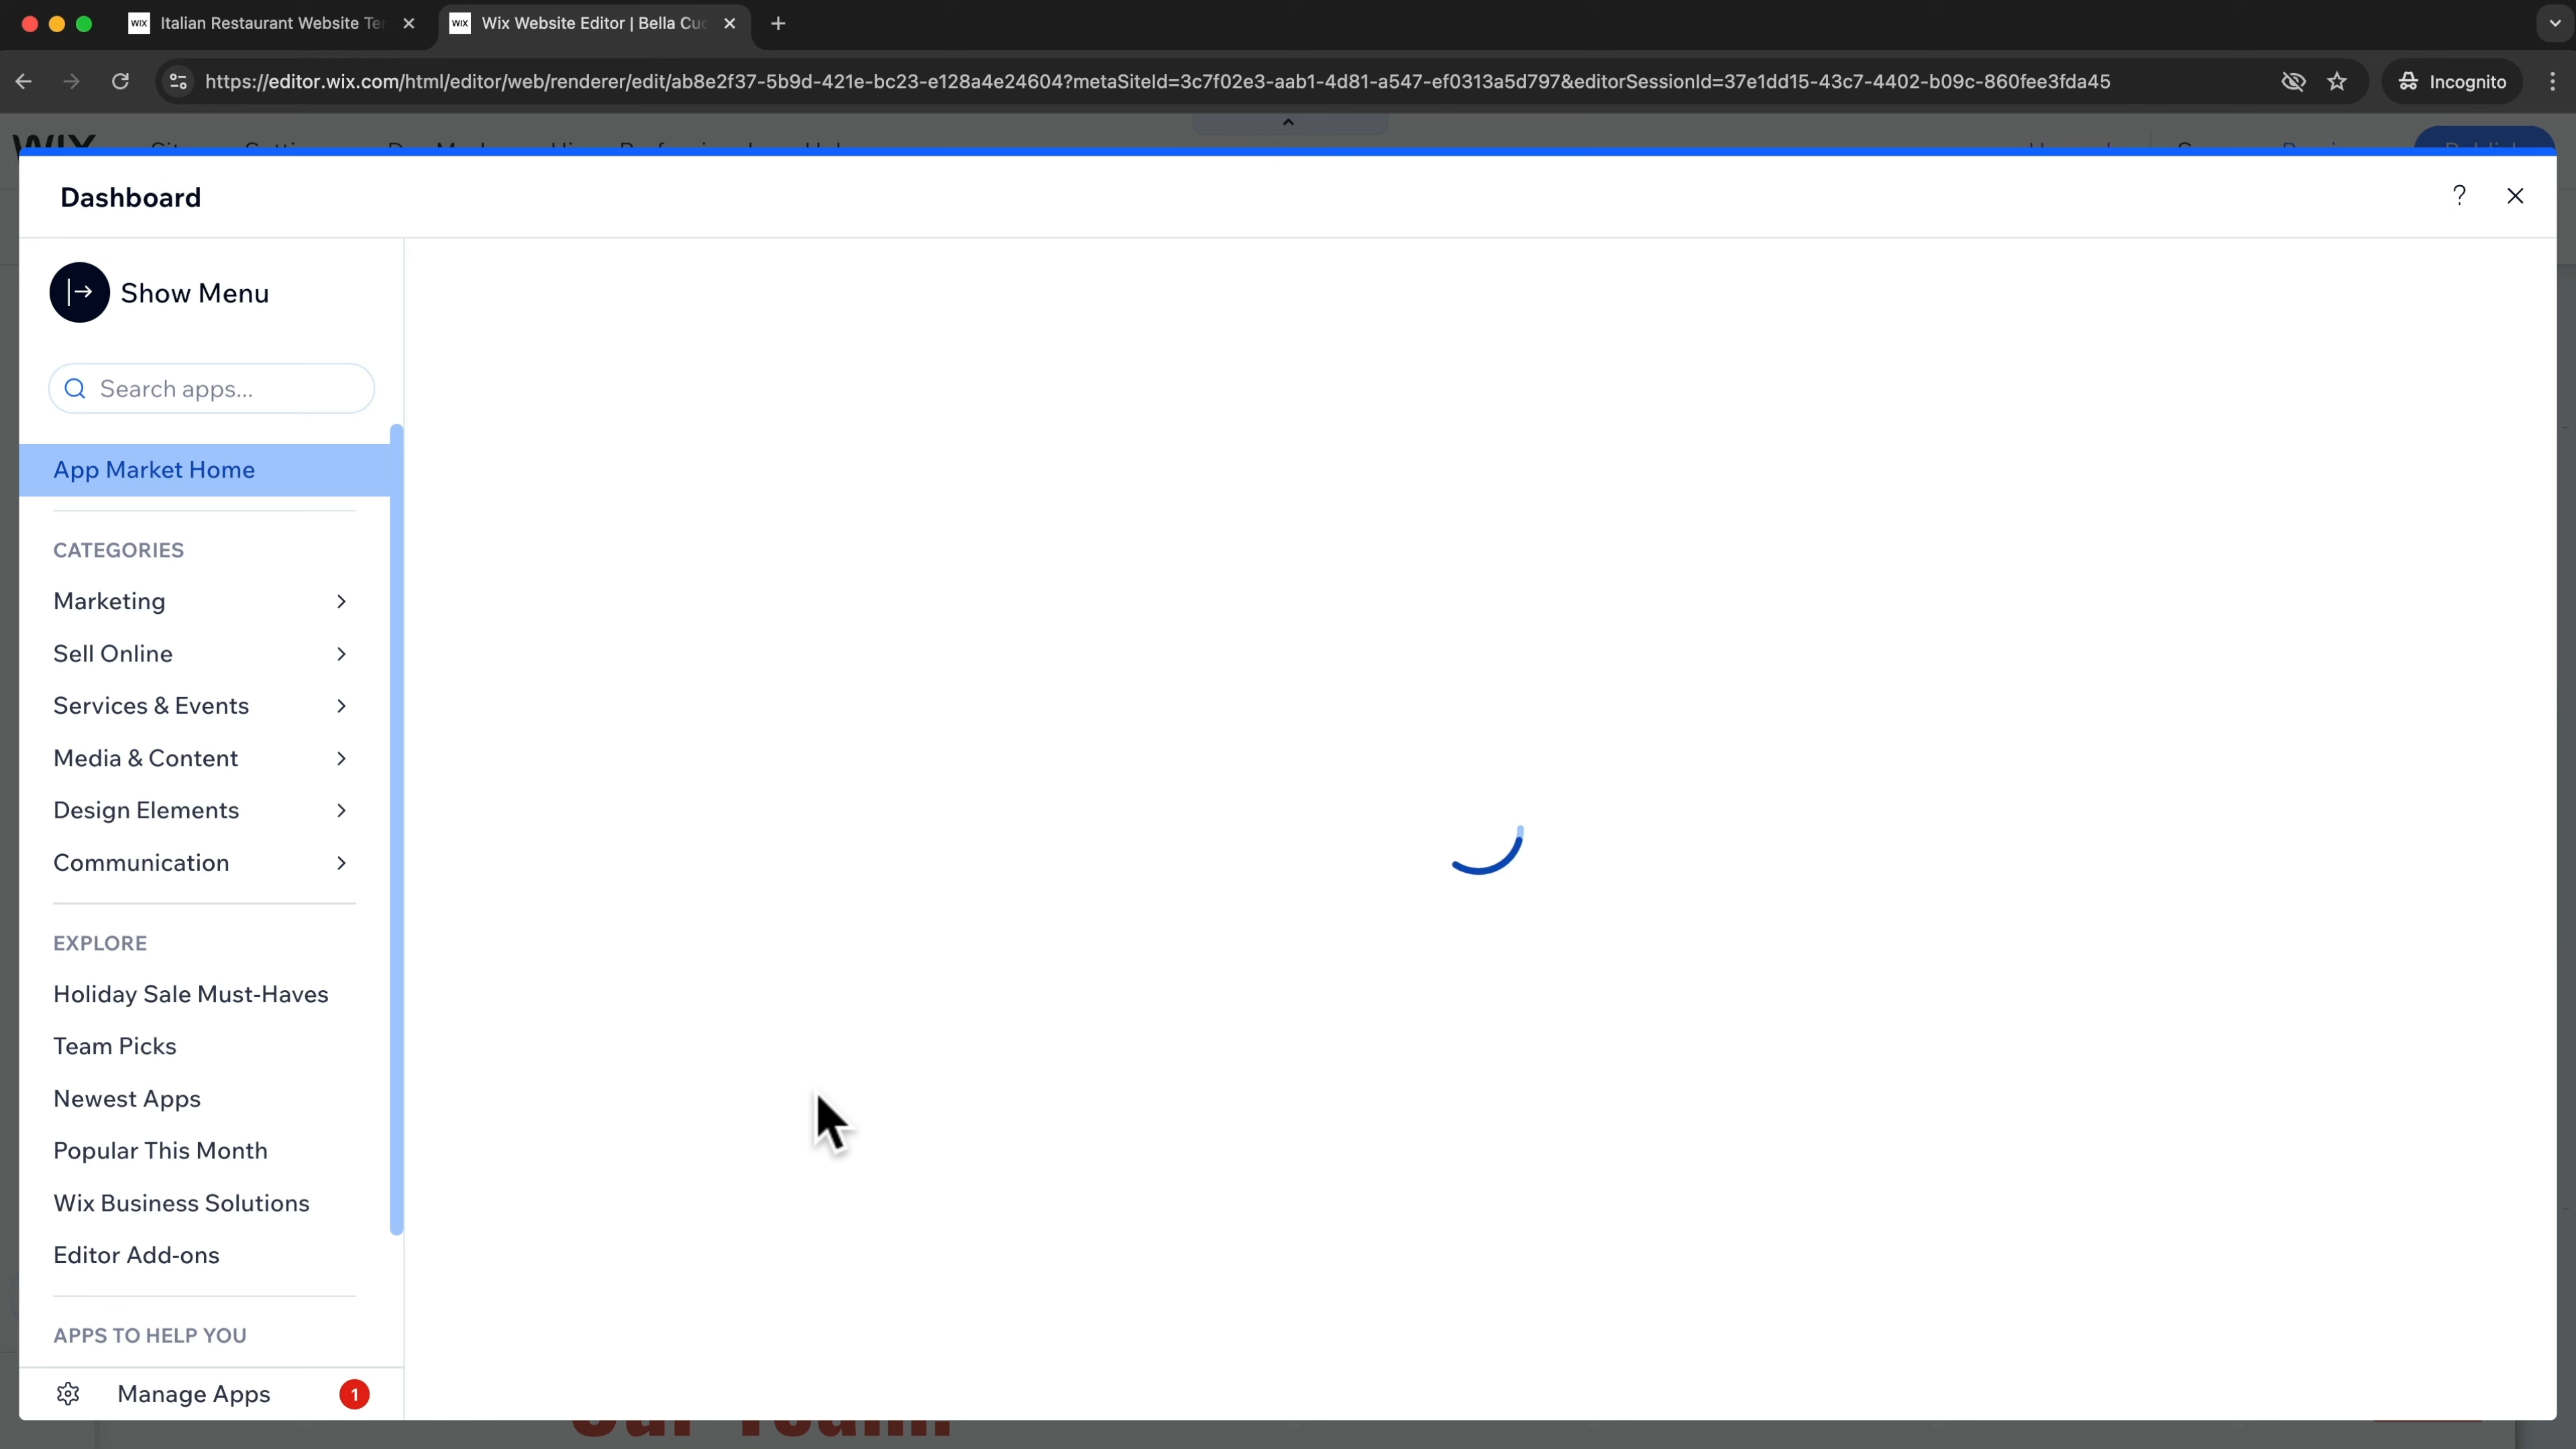 WIX Italian Restaurant Website Te
WIX Wix Website Editor | Bella Cu
https://editor.wix.com/html/editor/web/renderer/edit/ab8e2f37-5b9d-421e-bc23-e128a4e24604?metaSiteId=3c7f02e3-aab1-4d81-a547-ef0313a5d797&editorSessionId=37e1dd15-43c7-4402-b09c-860fee3fda45
Incognito
WIX
Dashboard
?
Show Menu
Search apps...
App Market Home
CATEGORIES
Marketing
Sell Online
Services & Events
Media & Content
Design Elements
Communication
EXPLORE
Holiday Sale Must-Haves
Team Picks
Newest Apps
Popular This Month
Wix Business Solutions
Editor Add-ons
APPS TO HELP YOU
Manage Apps 1